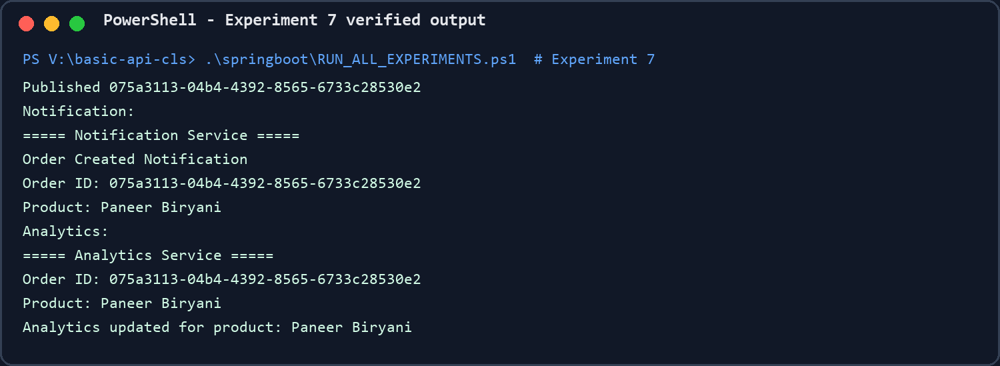 PowerShell - Experiment 7 verified output
PS V:\basic-api-cls> .\springboot\RUN_ALL_EXPERIMENTS.ps1  # Experiment 7
Published 075a3113-04b4-4392-8565-6733c28530e2
Notification:
===== Notification Service =====
Order Created Notification
Order ID: 075a3113-04b4-4392-8565-6733c28530e2
Product: Paneer Biryani
Analytics:
===== Analytics Service =====
Order ID: 075a3113-04b4-4392-8565-6733c28530e2
Product: Paneer Biryani
Analytics updated for product: Paneer Biryani